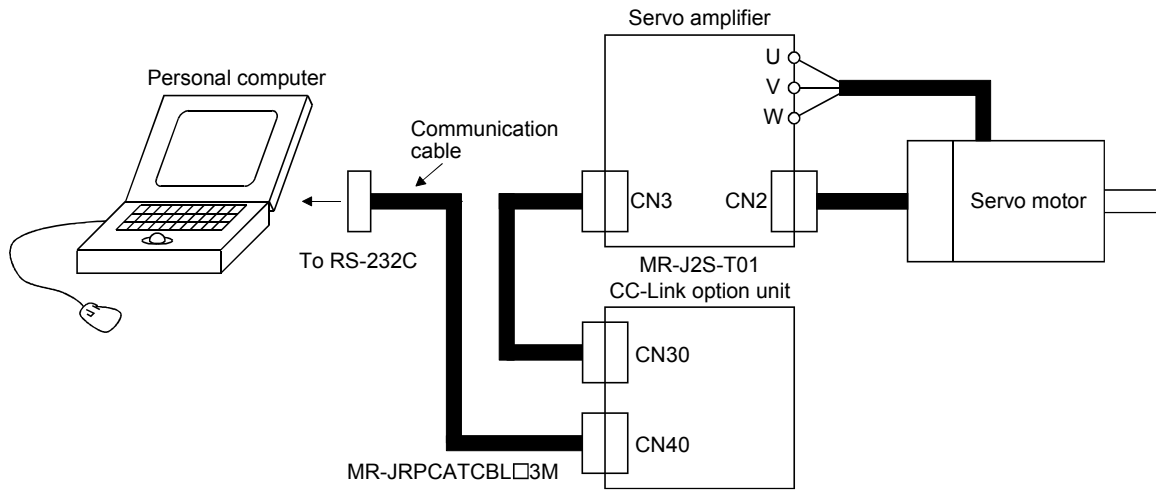 Servo amplifier
Personal computer
U
V
W
Communication
cable
CN3
CN2
Servo motor
To RS-232C
MR-J2S-T01
CC-Link option unit
CN30
CN40
MR-JRPCATCBL□3M